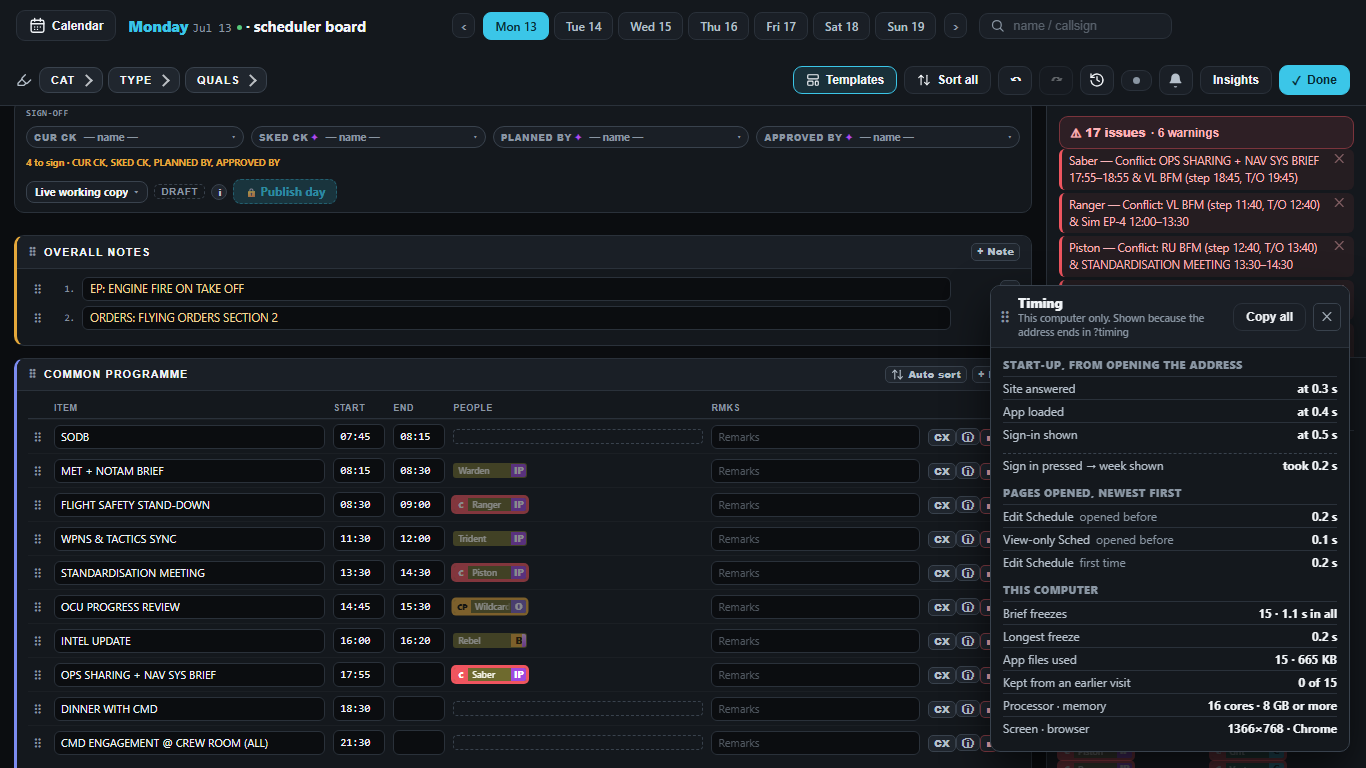 Calendar
Monday Jul 13 • · scheduler board
‹ Mon 13 Tue 14 Wed 15 Thu 16 Fri 17 Sat 18 Sun 19 ›
name / callsign
CAT TYPE QUALS
Templates Sort all Insights ✓ Done
SIGN-OFF
CUR CK — name —
SKED CK ✦ — name —
PLANNED BY ✦ — name —
APPROVED BY ✦ — name —
4 to sign · CUR CK, SKED CK, PLANNED BY, APPROVED BY
Live working copy DRAFT i Publish day
OVERALL NOTES + Note
1. EP: ENGINE FIRE ON TAKE OFF
2. ORDERS: FLYING ORDERS SECTION 2
COMMON PROGRAMME Auto sort +
ITEM START END PEOPLE RMKS
SODB 07:45 08:15 Remarks CX
MET + NOTAM BRIEF 08:15 08:30 Warden IP Remarks CX
FLIGHT SAFETY STAND-DOWN 08:30 09:00 C Ranger IP Remarks CX
WPNS & TACTICS SYNC 11:30 12:00 Trident IP Remarks CX
STANDARDISATION MEETING 13:30 14:30 C Piston IP Remarks CX
OCU PROGRESS REVIEW 14:45 15:30 CP Wildcar O Remarks CX
INTEL UPDATE 16:00 16:20 Rebel B Remarks CX
OPS SHARING + NAV SYS BRIEF 17:55 C Saber IP Remarks CX
DINNER WITH CMD 18:30 Remarks CX
CMD ENGAGEMENT @ CREW ROOM (ALL) 21:30 Remarks CX
⚠ 17 issues · 6 warnings
Saber — Conflict: OPS SHARING + NAV SYS BRIEF
17:55–18:55 & VL BFM (step 18:45, T/O 19:45)
Ranger — Conflict: VL BFM (step 11:40, T/O 12:40)
& Sim EP-4 12:00–13:30
Piston — Conflict: RU BFM (step 12:40, T/O 13:40)
& STANDARDISATION MEETING 13:30–14:30
Timing
This computer only. Shown because the
address ends in ?timing
Copy all
START-UP, FROM OPENING THE ADDRESS
Site answered at 0.3 s
App loaded at 0.4 s
Sign-in shown at 0.5 s
Sign in pressed → week shown took 0.2 s
PAGES OPENED, NEWEST FIRST
Edit Schedule opened before 0.2 s
View-only Sched opened before 0.1 s
Edit Schedule first time 0.2 s
THIS COMPUTER
Brief freezes 15 · 1.1 s in all
Longest freeze 0.2 s
App files used 15 · 665 KB
Kept from an earlier visit 0 of 15
Processor · memory 16 cores · 8 GB or more
Screen · browser 1366×768 · Chrome